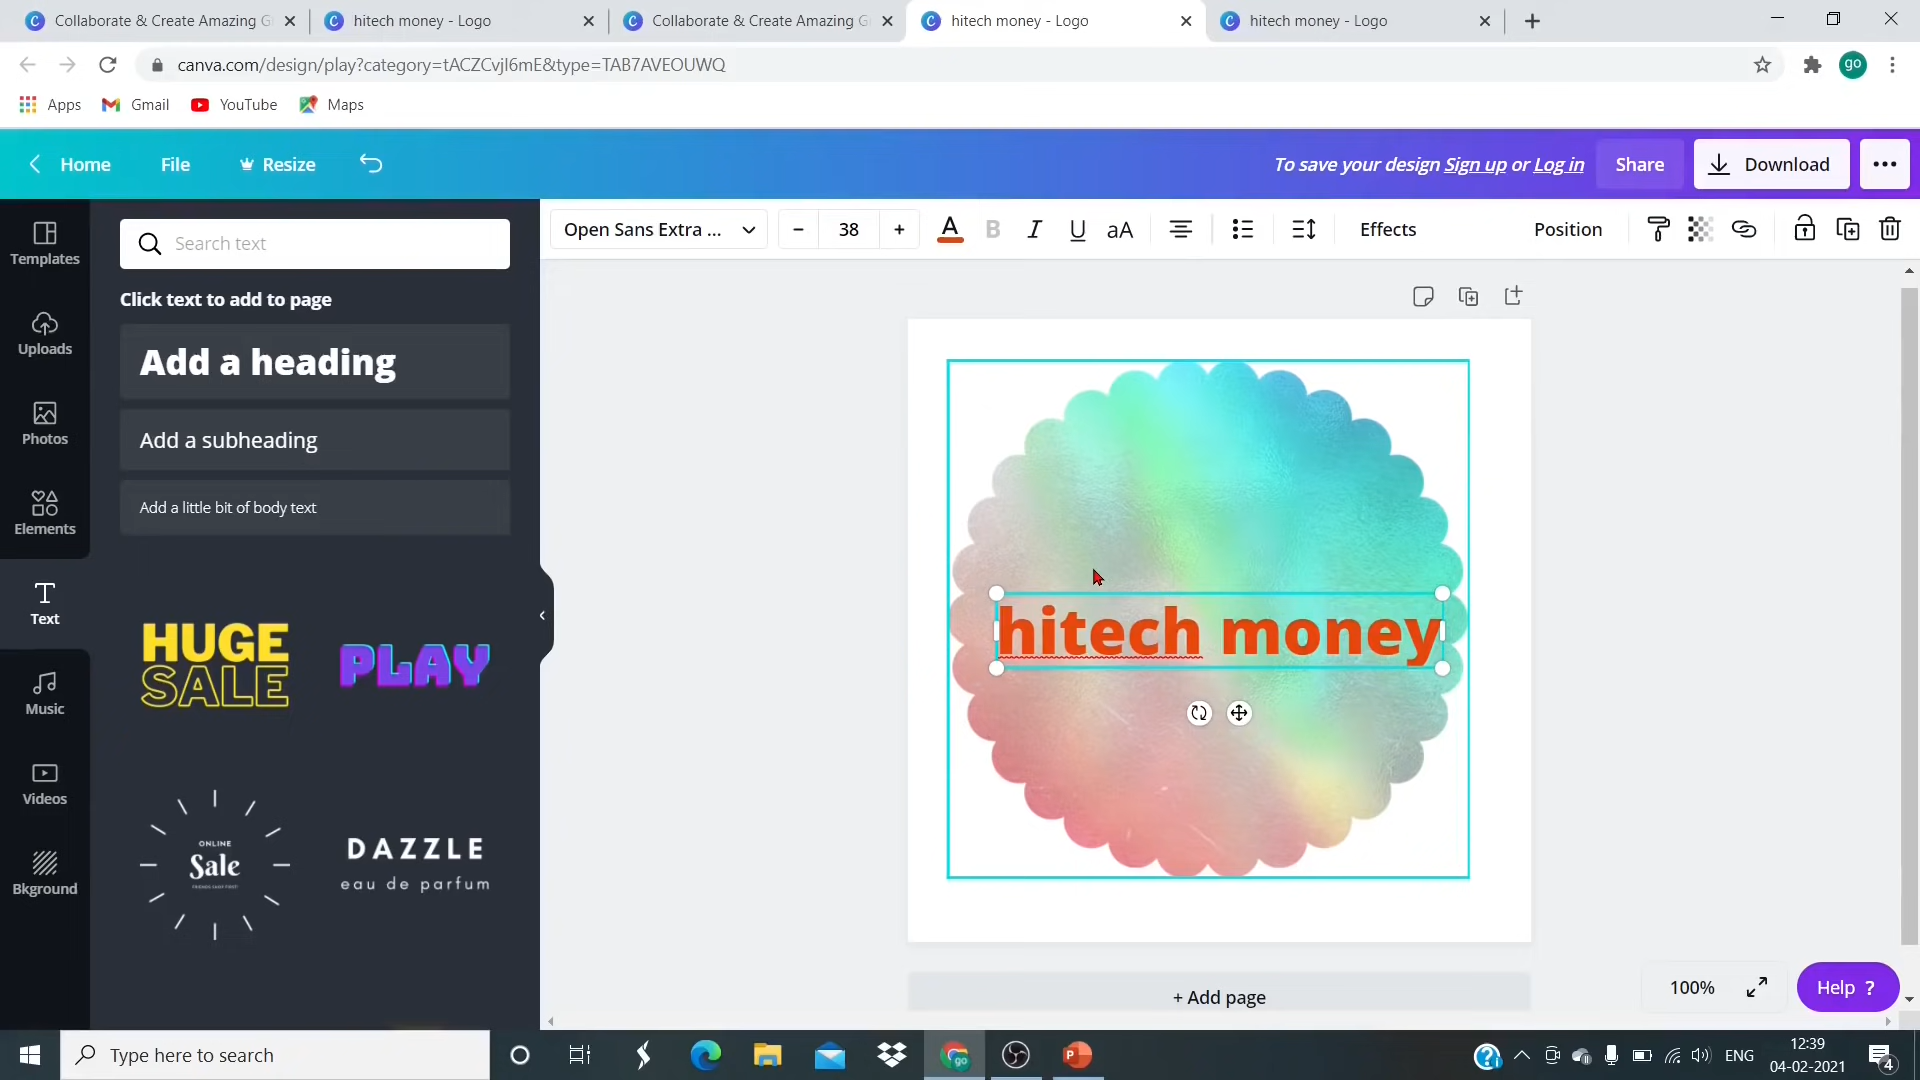 Collaborate & Create Amazing G
hitech money - Logo
Collaborate & Create Amazing G
hitech money - Logo
hitech money - Logo
canva.com/design/play?category=tACZCvjl6mE&type=TAB7AVEOUWQ
go
Apps
Gmail
YouTube
Maps
Home
File
Resize
To save your design Sign up or Log in
Share
Download
Templates
Uploads
Photos
Elements
Text
Music
Videos
Bkground
Search text
Click text to add to page
Add a heading
Add a subheading
Add a little bit of body text
HUGE
SALE
PLAY
ONLINE
Sale
DAZZLE
eau de parfum
Open Sans Extra ...
38
A
B
I
U
aA
Effects
Position
hitech money
+ Add page
100%
Help ?
Type here to search
ENG
12:39
04-02-2021
4